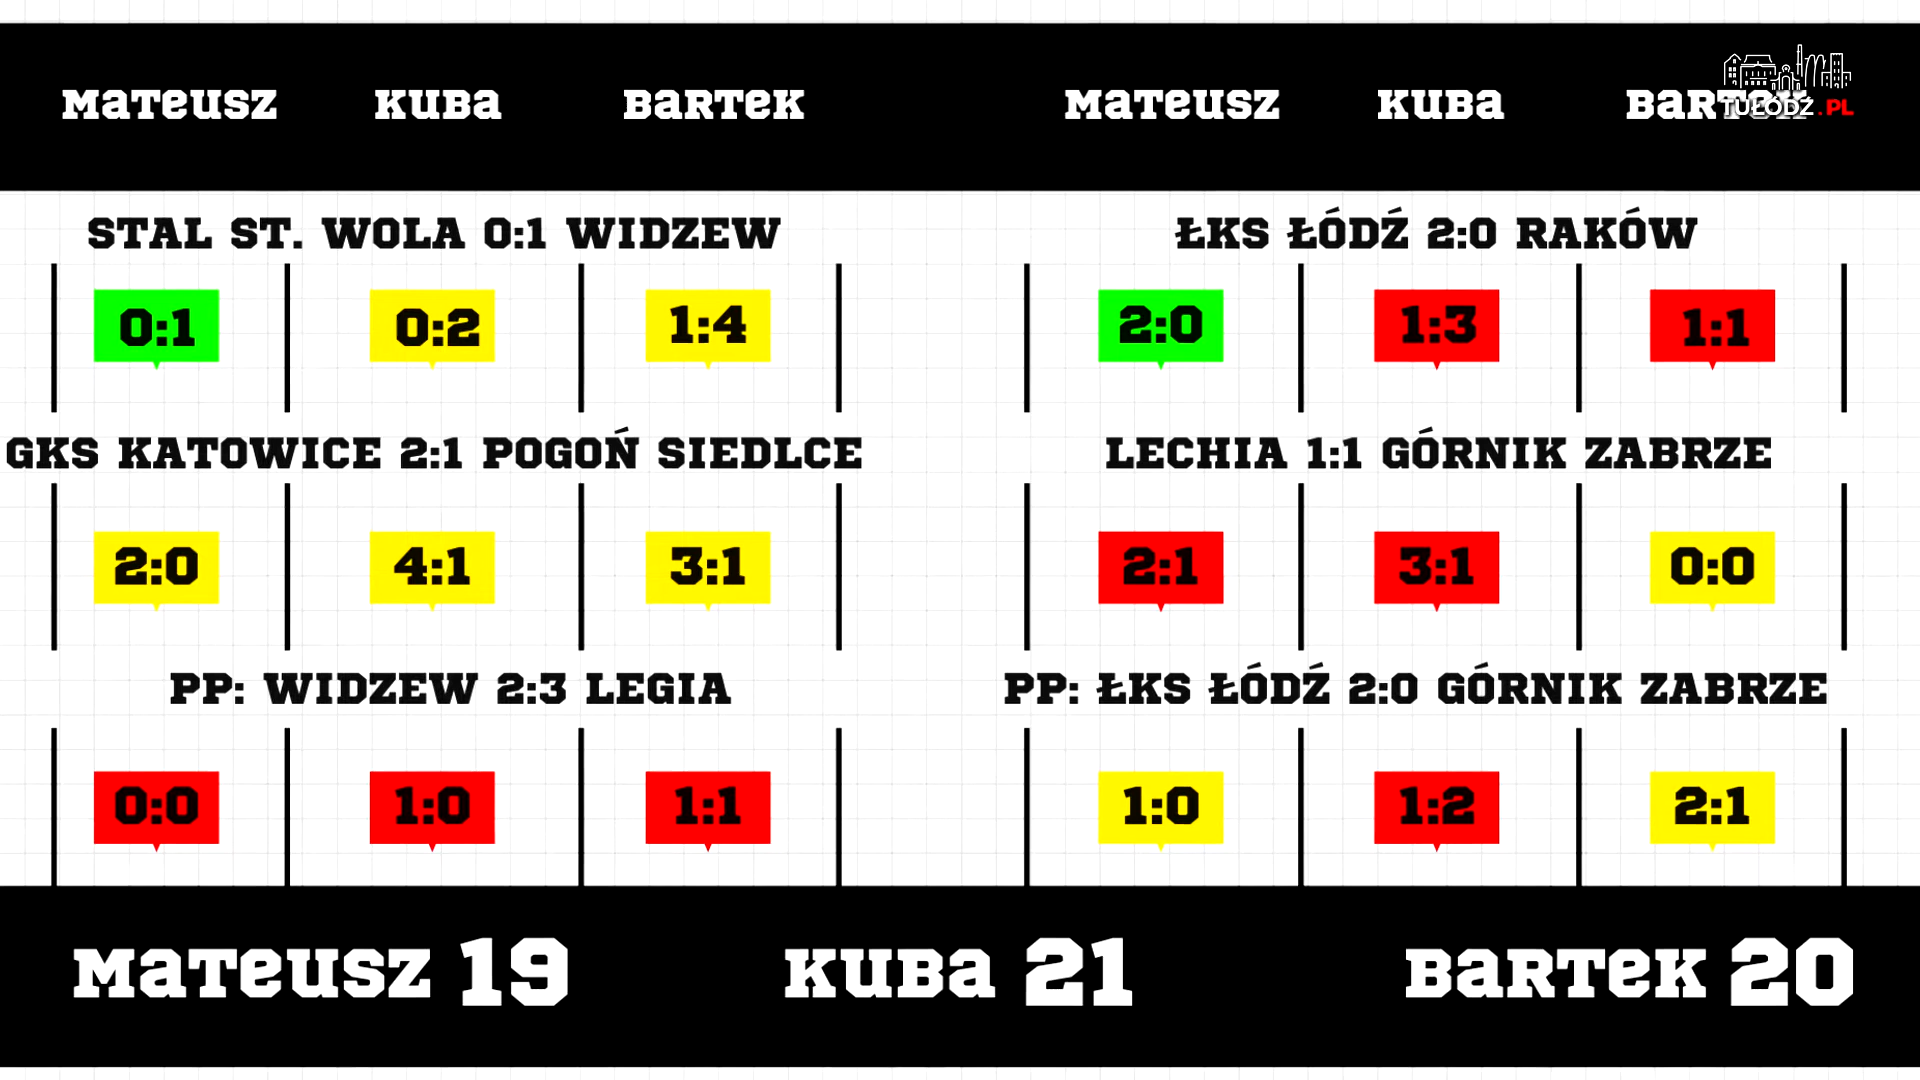 MATEUSZ KUBA BARTEK MATEUSZ KUBA BARTEK
TUŁÓDŹ.PL
STAL ST. WOLA 0:1 WIDZEW
0:1 0:2 1:4
GKS KATOWICE 2:1 POGOŃ SIEDLCE
2:0 4:1 3:1
PP: WIDZEW 2:3 LEGIA
0:0 1:0 1:1
ŁKS ŁÓDŹ 2:0 RAKÓW
2:0 1:3 1:1
LECHIA 1:1 GÓRNIK ZABRZE
2:1 3:1 0:0
PP: ŁKS ŁÓDŹ 2:0 GÓRNIK ZABRZE
1:0 1:2 2:1
MATEUSZ 19 KUBA 21 BARTEK 20